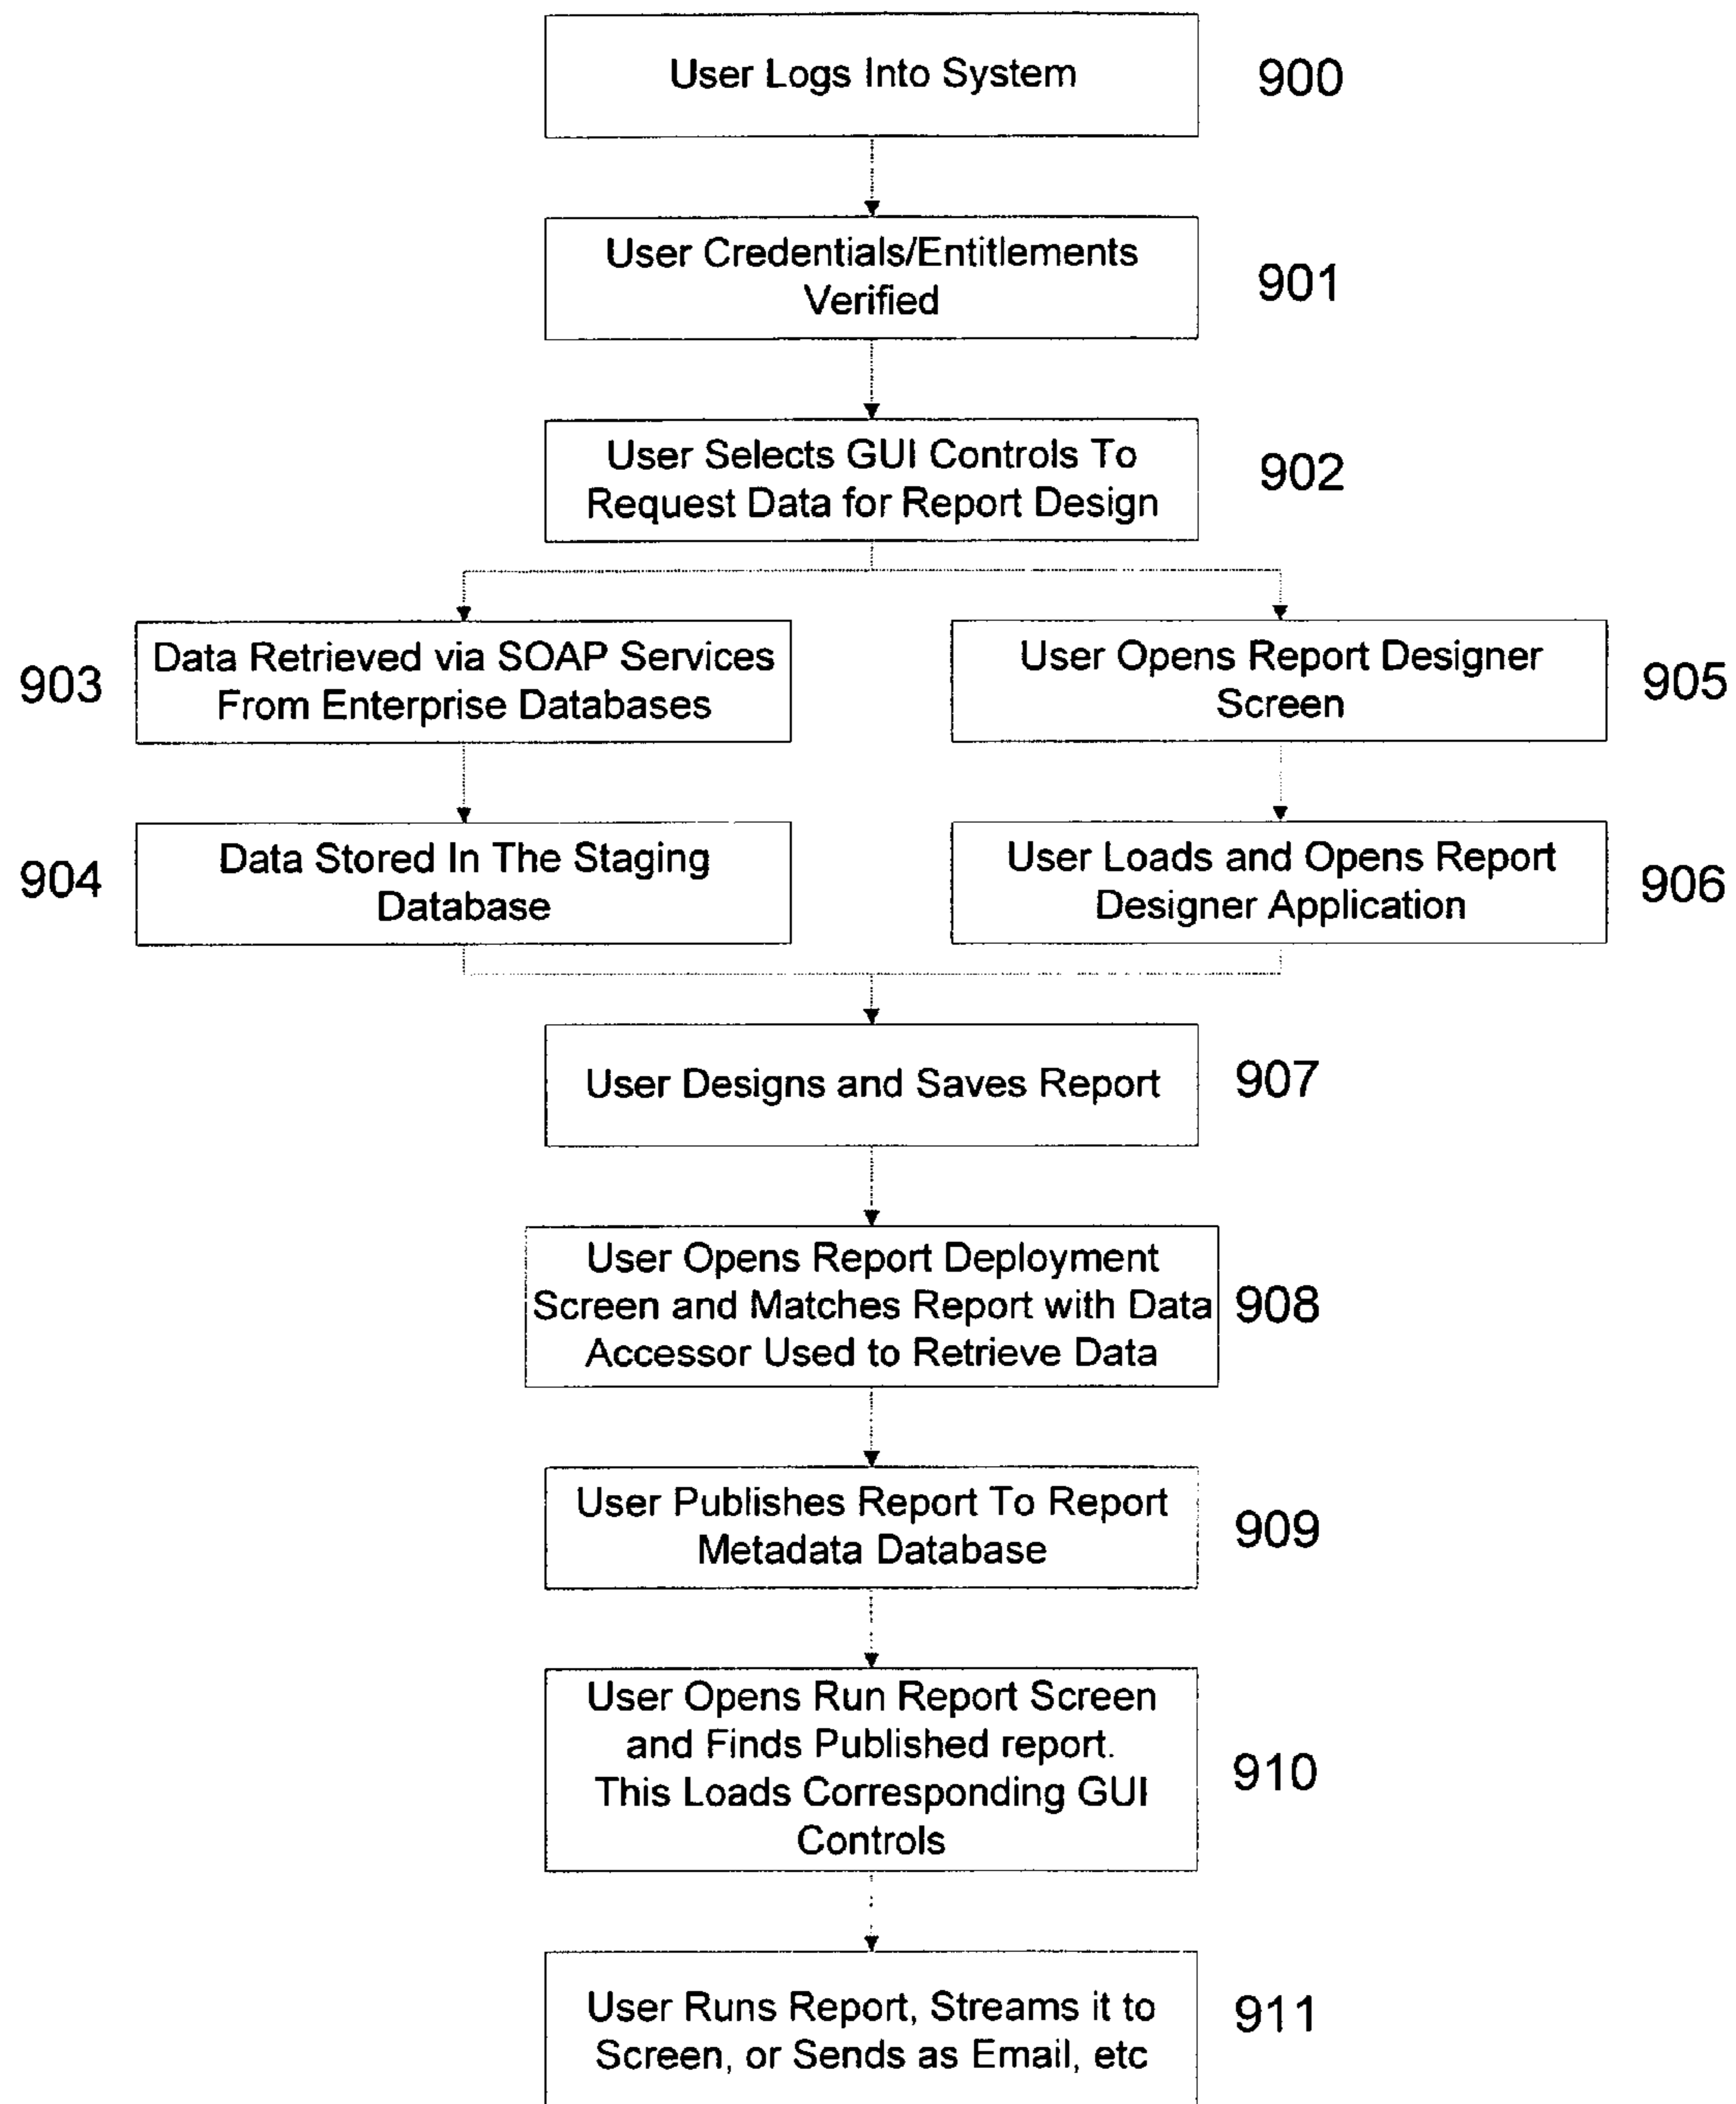 User Logs Into System
900
User Credentials/Entitlements
Verified
901
User Selects GUI Controls To
Request Data for Report Design
902
903
Data Retrieved via SOAP Services
From Enterprise Databases
User Opens Report Designer
Screen
905
904
Data Stored In The Staging
Database
User Loads and Opens Report
Designer Application
906
User Designs and Saves Report
907
User Opens Report Deployment
Screen and Matches Report with Data
Accessor Used to Retrieve Data
908
User Publishes Report To Report
Metadata Database
909
User Opens Run Report Screen
and Finds Published report.
This Loads Corresponding GUI
Controls
910
User Runs Report, Streams it to
Screen, or Sends as Email, etc
911